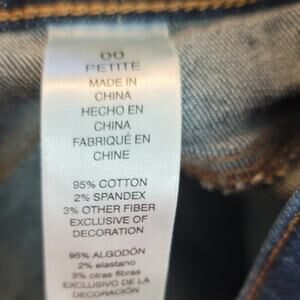 00
PETITE
MADE IN
CHINA
HECHO EN
CHINA
FABRIQUÉ EN
CHINE
95% COTTON
2% SPANDEX
3% OTHER FIBER
EXCLUSIVE OF
DECORATION
95% ALGODÓN
2% elastano
3% otras fibras
EXCLUSIVO DE LA
DECORACIÓN